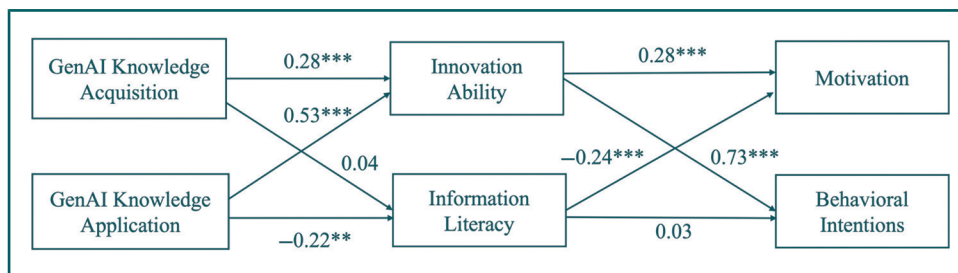 GenAI Knowledge
Acquisition
0.28***
Innovation
Ability
0.28***
Motivation
0.53***
0.04
−0.24***
0.73***
GenAI Knowledge
Application
−0.22**
Information
Literacy
0.03
Behavioral
Intentions